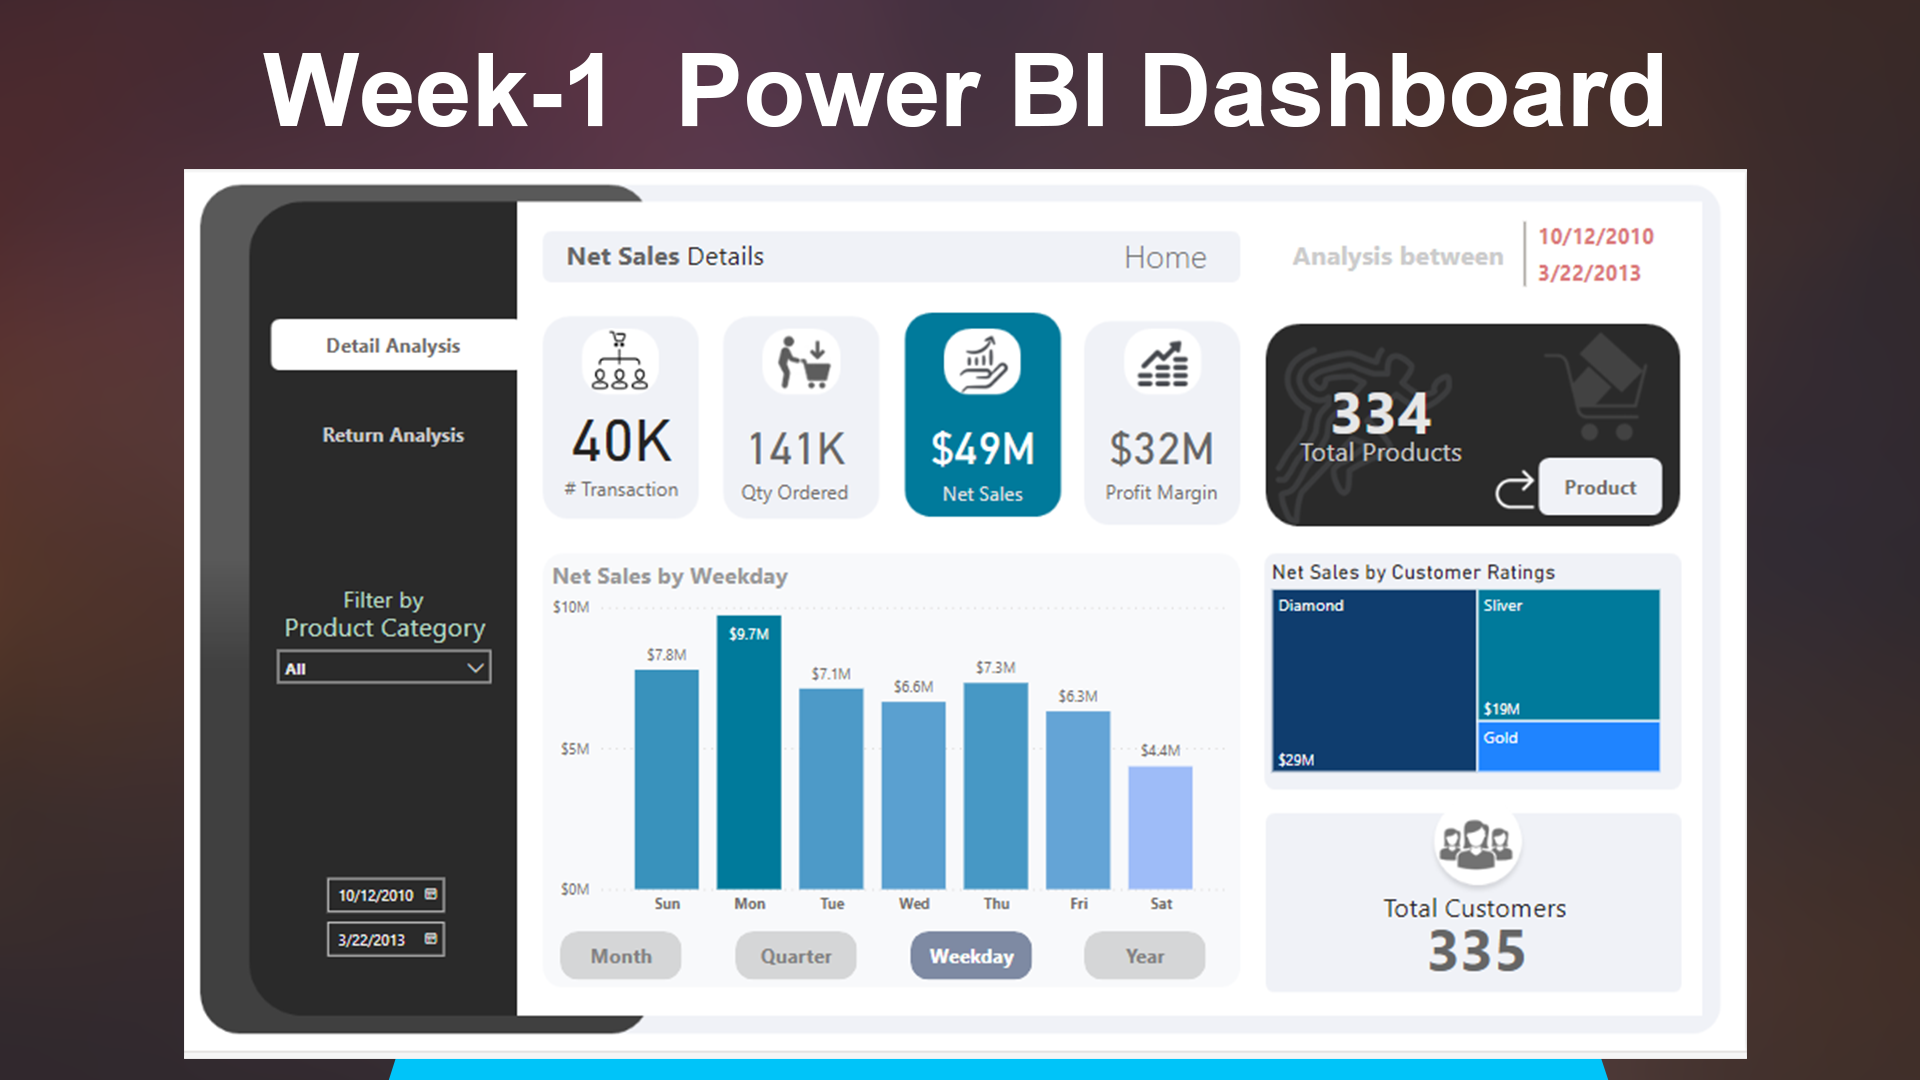 Week-1  Power BI Dashboard
Net Sales Details
Home
Analysis between
10/12/2010
3/22/2013
Detail Analysis
Return Analysis
Filter by
Product Category
All
10/12/2010
3/22/2013
40K
# Transaction
141K
Qty Ordered
$49M
Net Sales
$32M
Profit Margin
334
Total Products
Product
Net Sales by Weekday
$10M
$5M
$0M
$7.8M
$9.7M
$7.1M
$6.6M
$7.3M
$6.3M
$4.4M
Sun Mon Tue Wed Thu Fri Sat
Month Quarter Weekday Year
Net Sales by Customer Ratings
Diamond
$29M
Sliver
$19M
Gold
Total Customers
335